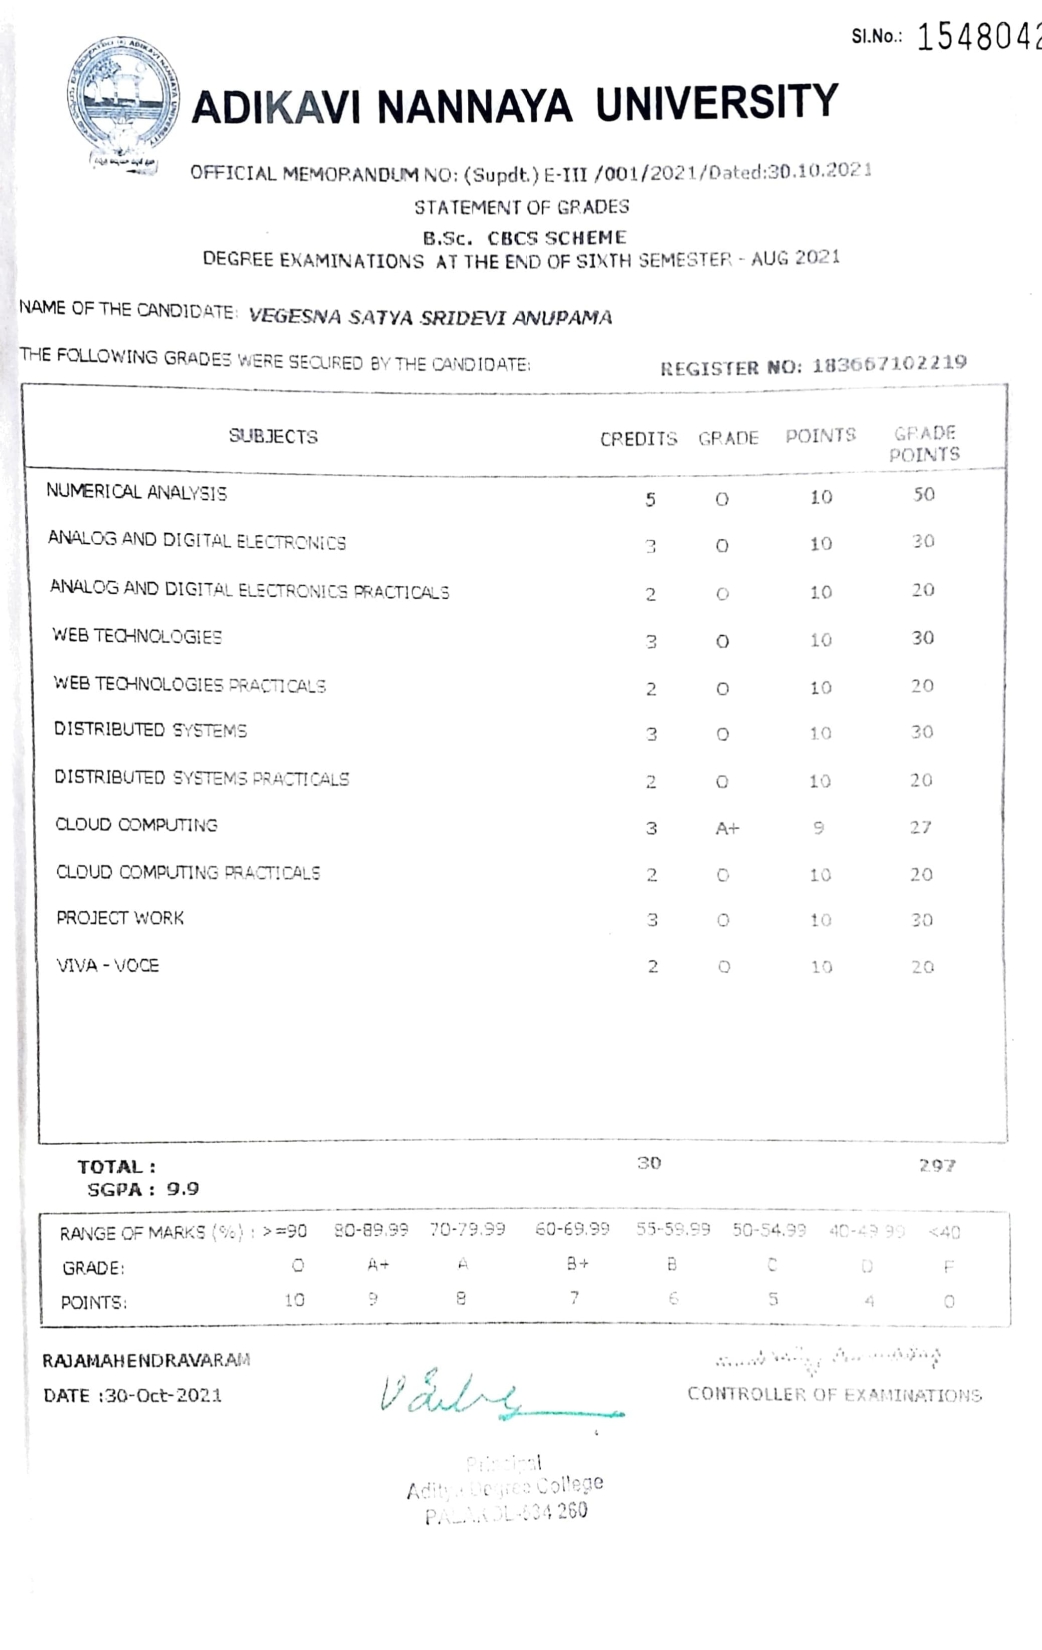 Sl.No.: 1548042
ADIKAVI NANNAYA UNIVERSITY
OFFICIAL MEMORANDUM NO: (Supdt.) E-III /001/2021/Dated:30.10.2021
STATEMENT OF GRADES
B.Sc. CBCS SCHEME
DEGREE EXAMINATIONS AT THE END OF SIXTH SEMESTER - AUG 2021
NAME OF THE CANDIDATE: VEGESNA SATYA SRIDEVI ANUPAMA
THE FOLLOWING GRADES WERE SECURED BY THE CANDIDATE: REGISTER NO: 183667102219
SUBJECTS CREDITS GRADE POINTS GRADE POINTS
NUMERICAL ANALYSIS 5 O 10 50
ANALOG AND DIGITAL ELECTRONICS 3 O 10 30
ANALOG AND DIGITAL ELECTRONICS PRACTICALS 2 O 10 20
WEB TECHNOLOGIES 3 O 10 30
WEB TECHNOLOGIES PRACTICALS 2 O 10 20
DISTRIBUTED SYSTEMS 3 O 10 30
DISTRIBUTED SYSTEMS PRACTICALS 2 O 10 20
CLOUD COMPUTING 3 A+ 9 27
CLOUD COMPUTING PRACTICALS 2 O 10 20
PROJECT WORK 3 O 10 30
VIVA - VOCE 2 O 10 20
TOTAL : 30 297
SGPA : 9.9
RANGE OF MARKS (%) : >=90 80-89.99 70-79.99 60-69.99 55-59.99 50-54.99 40-49.99 <40
GRADE: O A+ A B+ B C D F
POINTS: 10 9 8 7 6 5 4 0
RAJAMAHENDRAVARAM
DATE :30-Oct-2021 CONTROLLER OF EXAMINATIONS
Principal
Aditya Degree College
PALAKOL-534 260